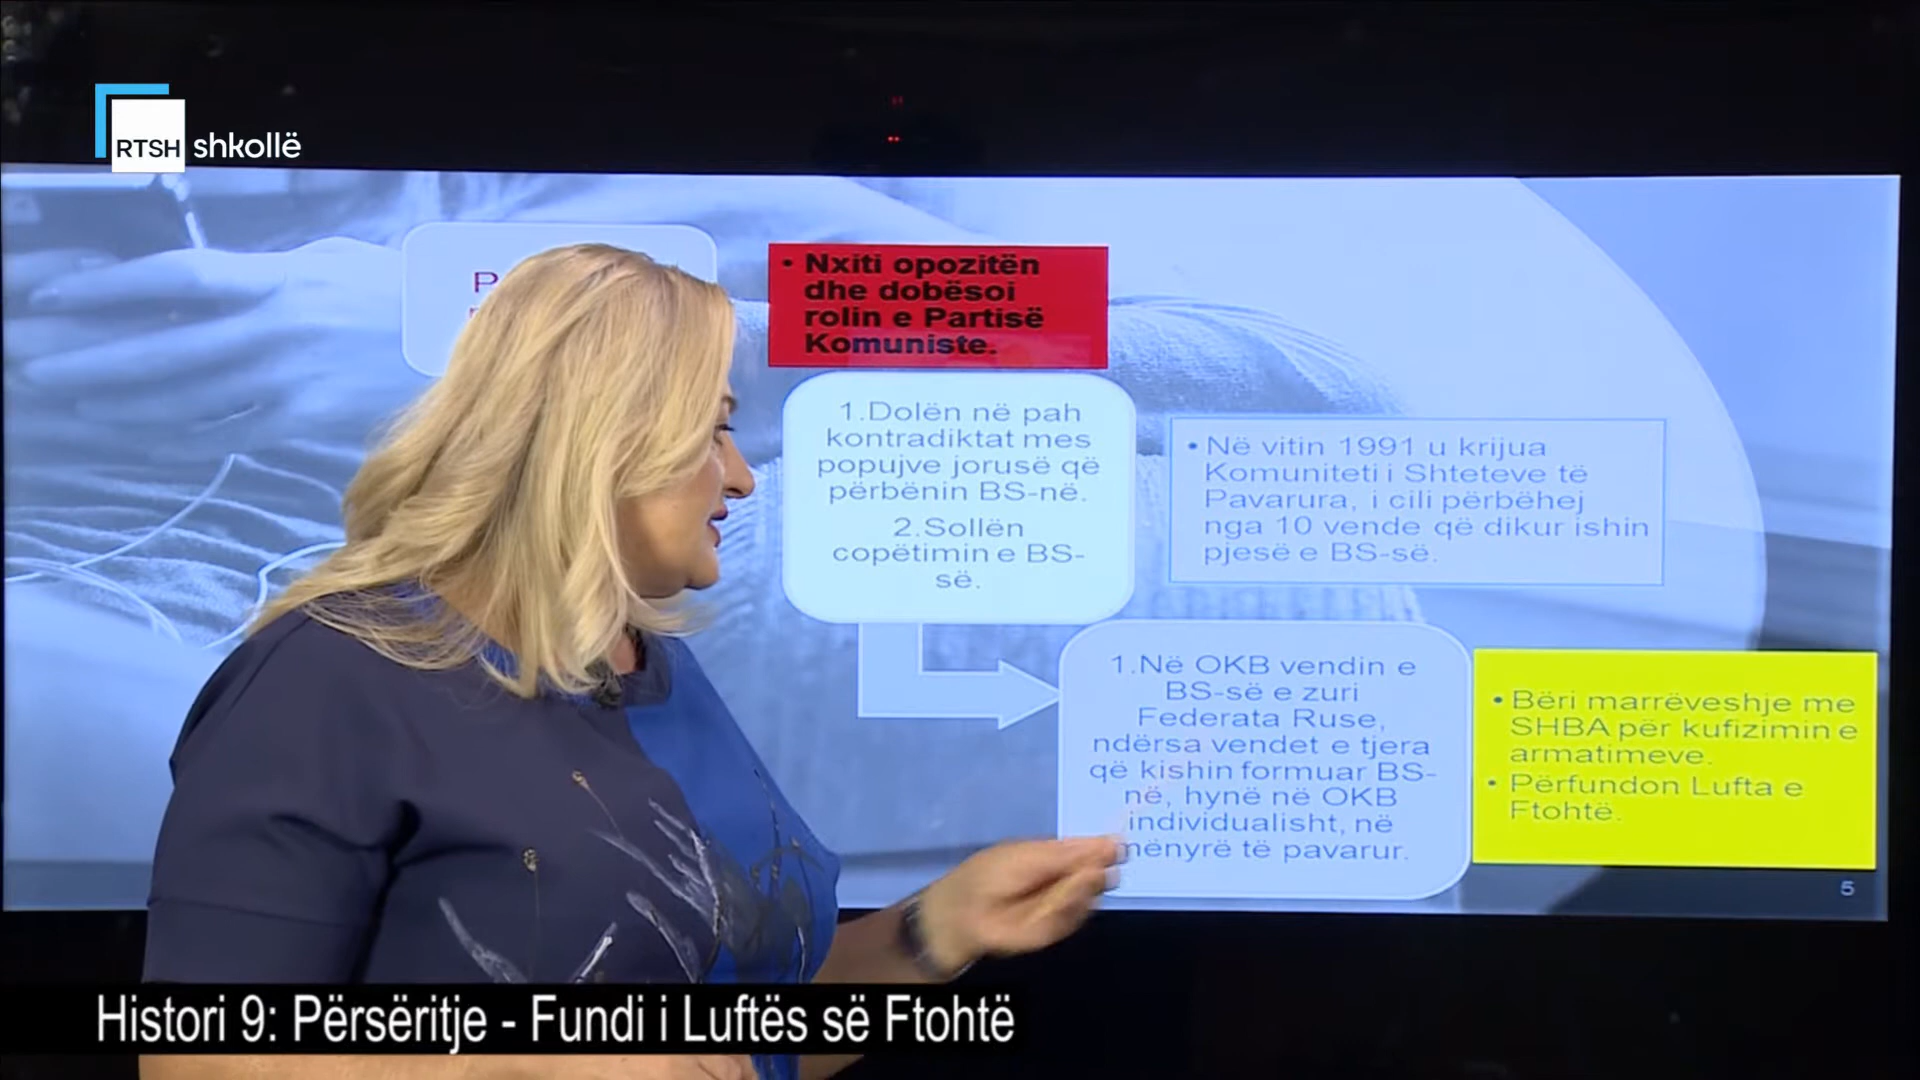 RTSH shkollë
• Nxiti opozitën
dhe dobësoi
rolin e Partisë
Komuniste.
1.Dolën në pah
kontradiktat mes
popujve jorusë që
përbënin BS-në.
2.Sollën
copëtimin e BS-
së.
• Në vitin 1991 u krijua
Komuniteti i Shteteve të
Pavarura, i cili përbëhej
nga 10 vende që dikur ishin
pjesë e BS-së.
1.Në OKB vendin e
BS-së e zuri
Federata Ruse,
ndërsa vendet e tjera
që kishin formuar BS-
në, hynë në OKB
individualisht, në
mënyrë të pavarur.
• Bëri marrëveshje me
SHBA për kufizimin e
armatimeve.
• Përfundon Lufta e
Ftohtë.
5
Histori 9: Përsëritje - Fundi i Luftës së Ftohtë